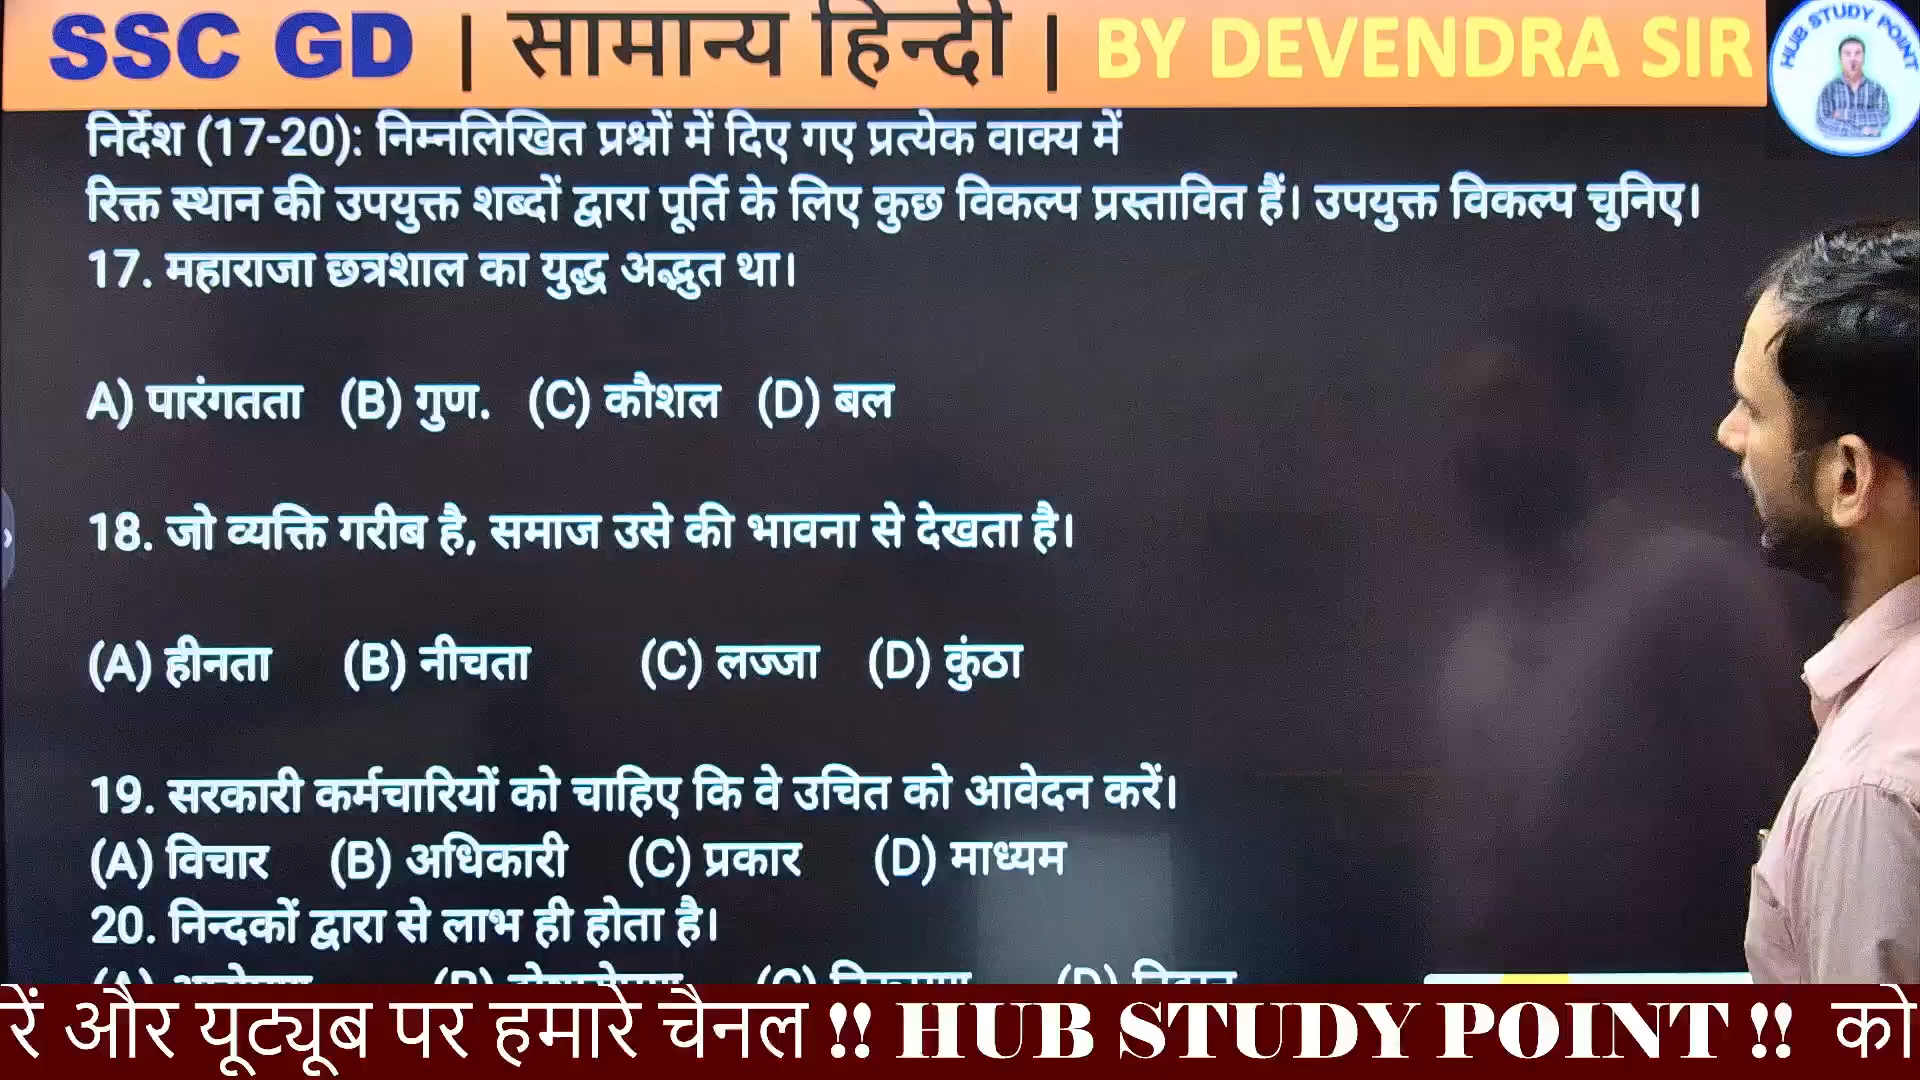 SSC GD | सामान्य हिन्दी | BY DEVENDRA SIR
HUB STUDY POINT
निर्देश (17-20): निम्नलिखित प्रश्नों में दिए गए प्रत्येक वाक्य में
रिक्त स्थान की उपयुक्त शब्दों द्वारा पूर्ति के लिए कुछ विकल्प प्रस्तावित हैं। उपयुक्त विकल्प चुनिए।
17. महाराजा छत्रशाल का युद्ध अद्भुत था।
A) पारंगतता (B) गुण. (C) कौशल (D) बल
18. जो व्यक्ति गरीब है, समाज उसे की भावना से देखता है।
(A) हीनता (B) नीचता (C) लज्जा (D) कुंठा
19. सरकारी कर्मचारियों को चाहिए कि वे उचित को आवेदन करें।
(A) विचार (B) अधिकारी (C) प्रकार (D) माध्यम
20. निन्दकों द्वारा से लाभ ही होता है।
(A) (B) (C) (D)
रें और यूट्यूब पर हमारे चैनल !! HUB STUDY POINT !! को